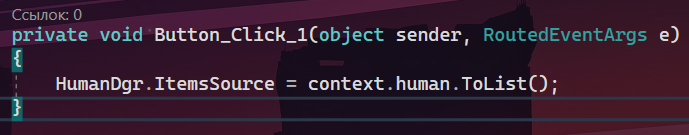 Ссылок: 0
private void Button_Click_1(object sender, RoutedEventArgs e)
{
    HumanDgr.ItemsSource = context.human.ToList();
}